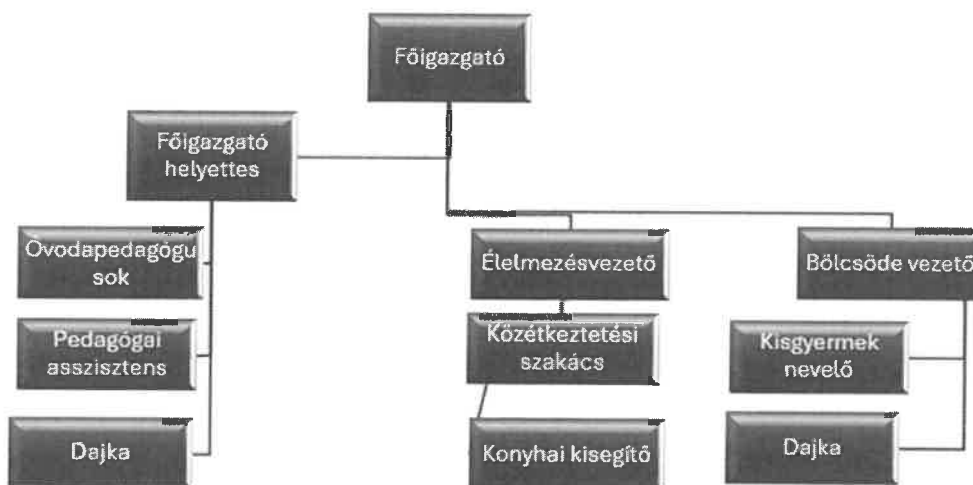 Főigazgató
Főigazgató
helyettes
Óvodapedagógu
sok
Pedagógai
asszisztens
Dajka
Élelmezésvezető
Közétkeztetési
szakács
Konyhai kisegítő
Bölcsöde vezető
Kisgyermek
nevelő
Dajka